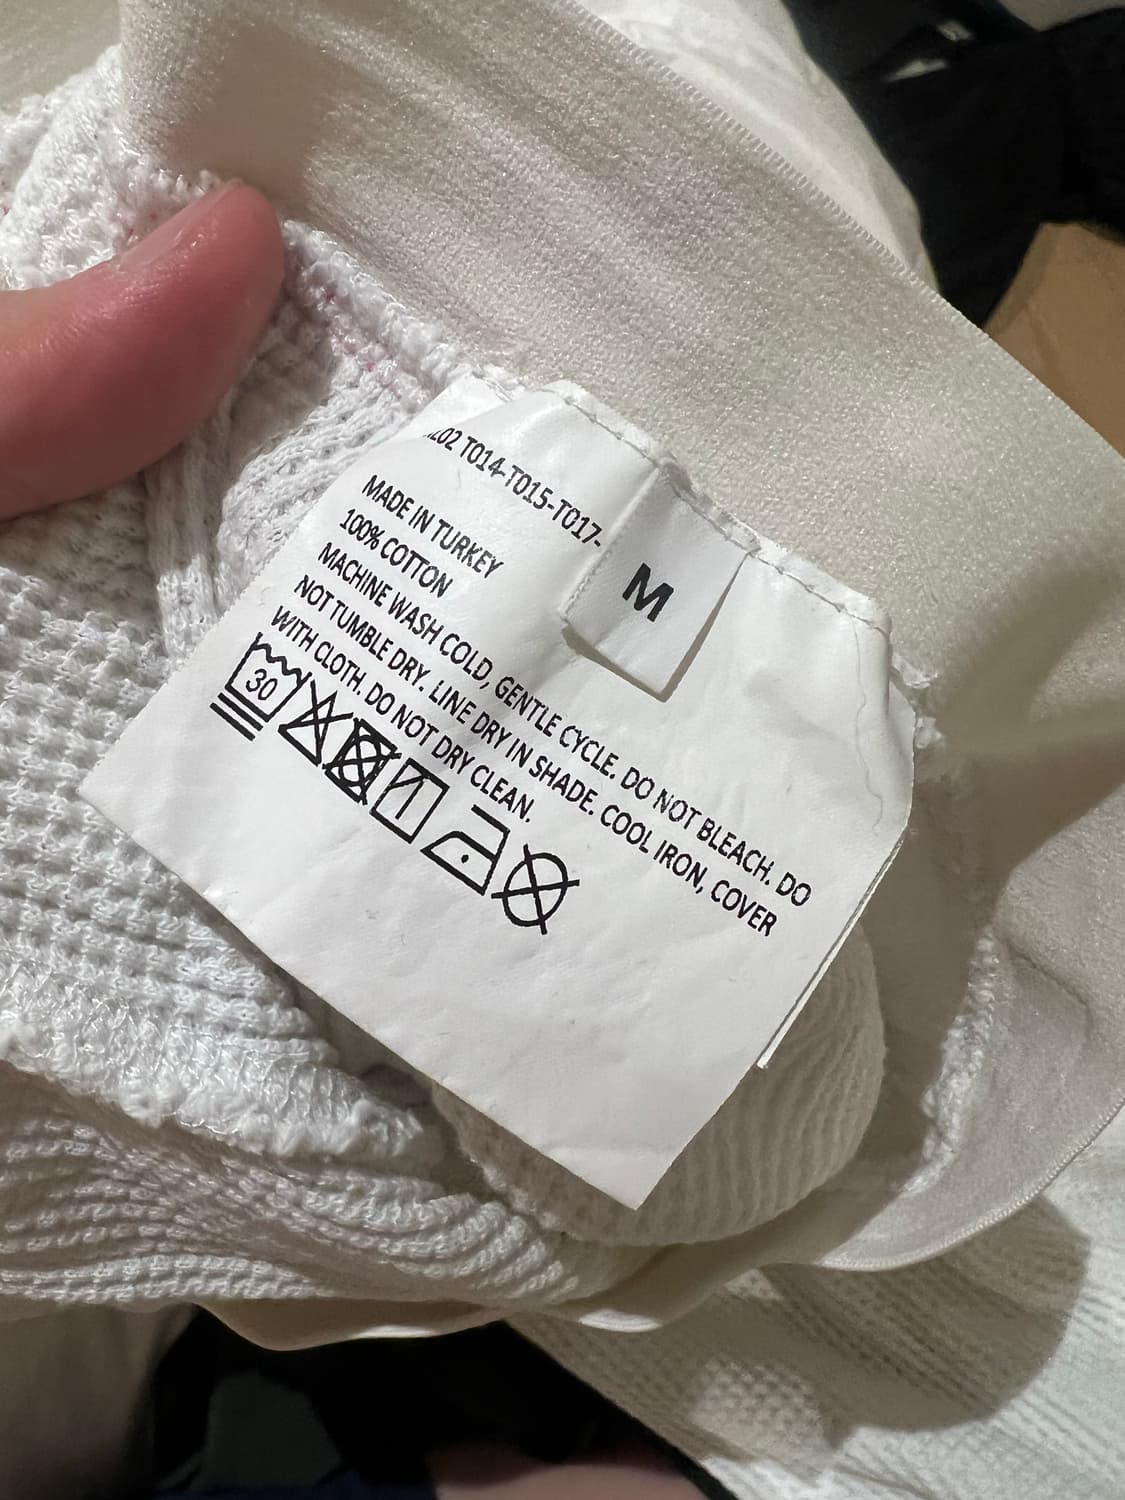 T014-T015-T017-
M
MADE IN TURKEY
100% COTTON
MACHINE WASH COLD, GENTLE CYCLE. DO NOT BLEACH. DO
NOT TUMBLE DRY. LINE DRY IN SHADE. COOL IRON, COVER
WITH CLOTH. DO NOT DRY CLEAN.
30